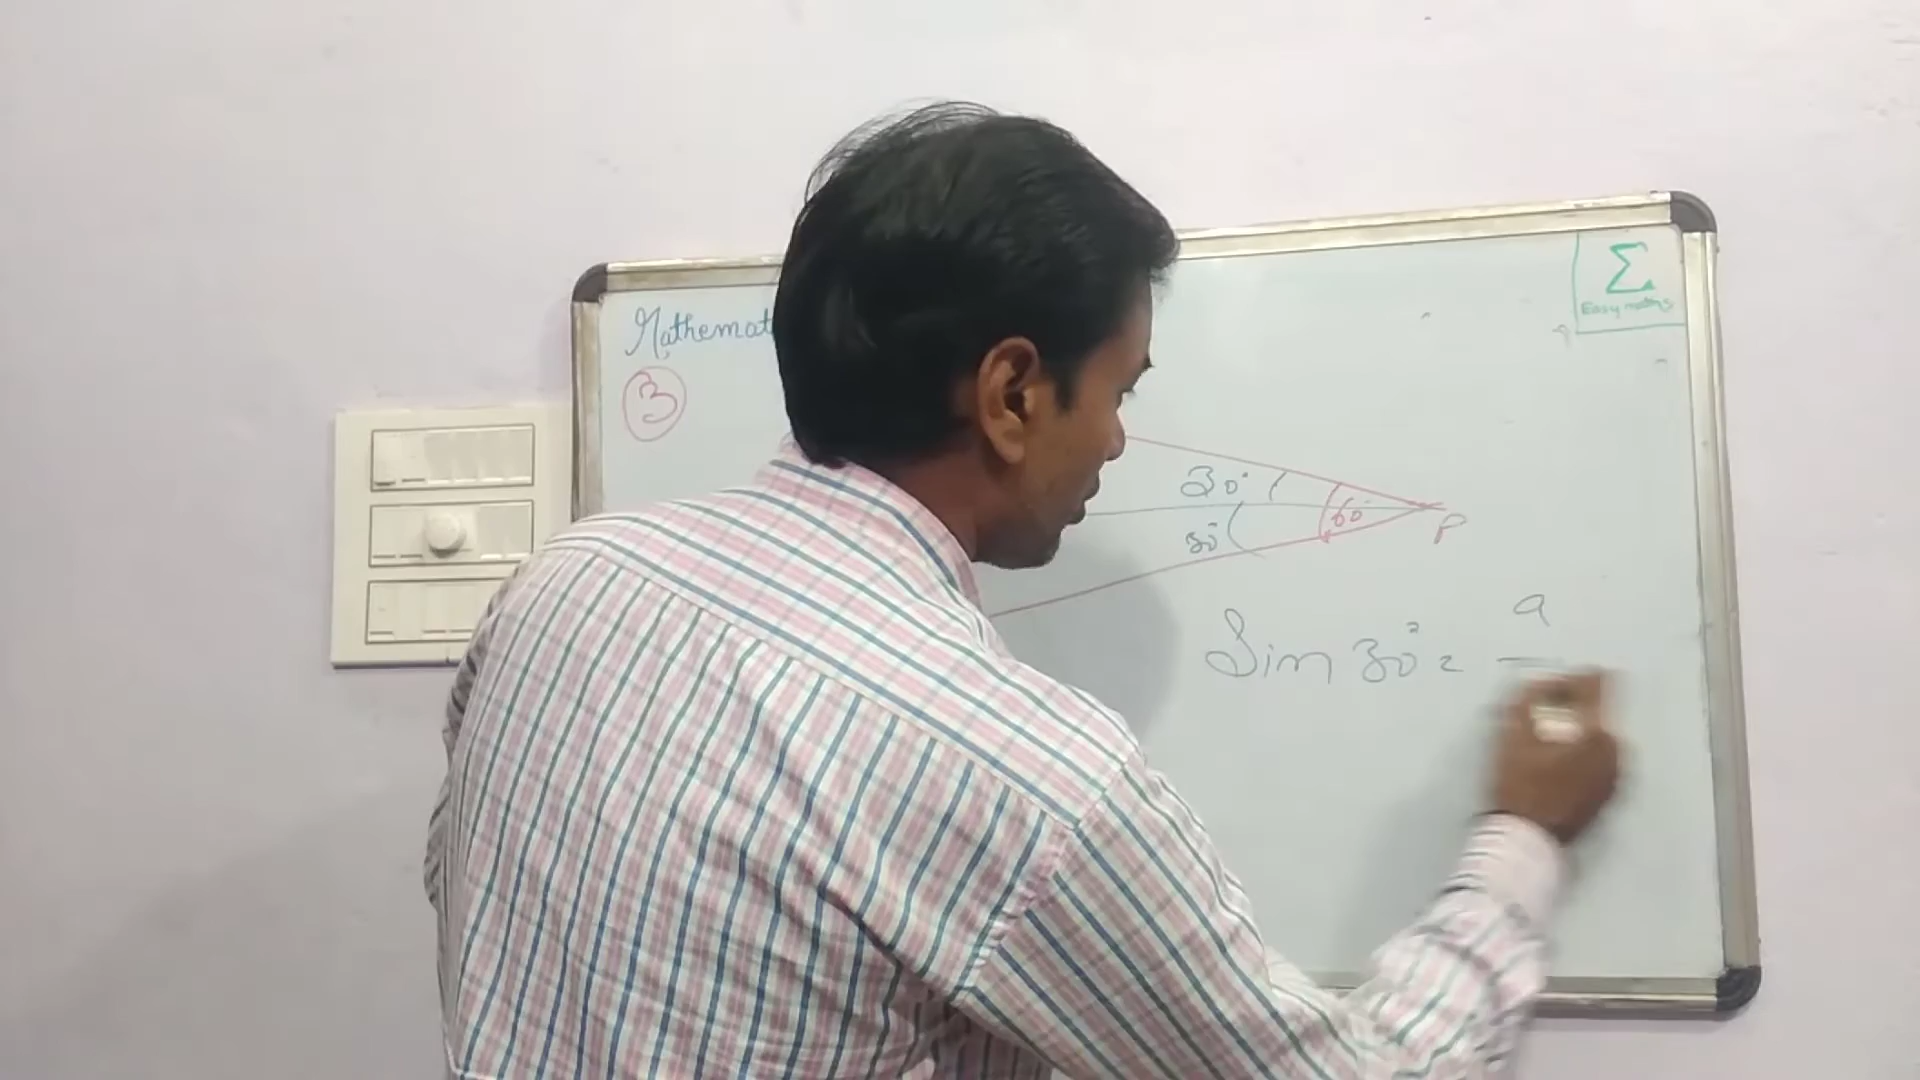 Σ
Easy maths
Mathemat
3
30°
60°
30°
P
a
Sin 30° =